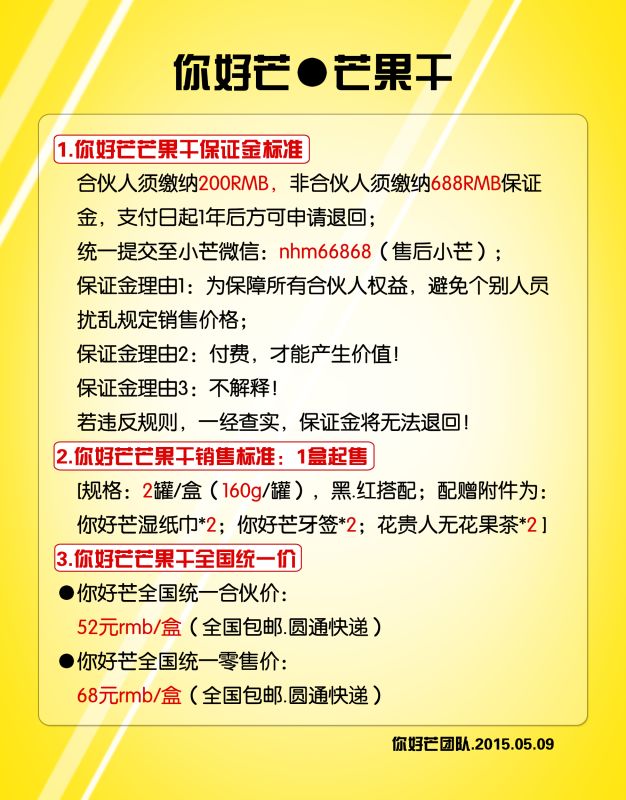 你好芒●芒果干
1.你好芒芒果干保证金标准
合伙人须缴纳200RMB，非合伙人须缴纳688RMB保证
金，支付日起1年后方可申请退回；
统一提交至小芒微信：nhm66868（售后小芒）；
保证金理由1：为保障所有合伙人权益，避免个别人员
扰乱规定销售价格；
保证金理由2：付费，才能产生价值！
保证金理由3：不解释！
若违反规则，一经查实，保证金将无法退回！
2.你好芒芒果干销售标准：1盒起售
［规格：2罐/盒（160g/罐），黑.红搭配；配赠附件为：
你好芒湿纸巾*2；你好芒牙签*2；花贵人无花果茶*2］
3.你好芒芒果干全国统一价
●你好芒全国统一合伙价：
52元rmb/盒（全国包邮.圆通快递）
●你好芒全国统一零售价：
68元rmb/盒（全国包邮.圆通快递）
你好芒团队.2015.05.09